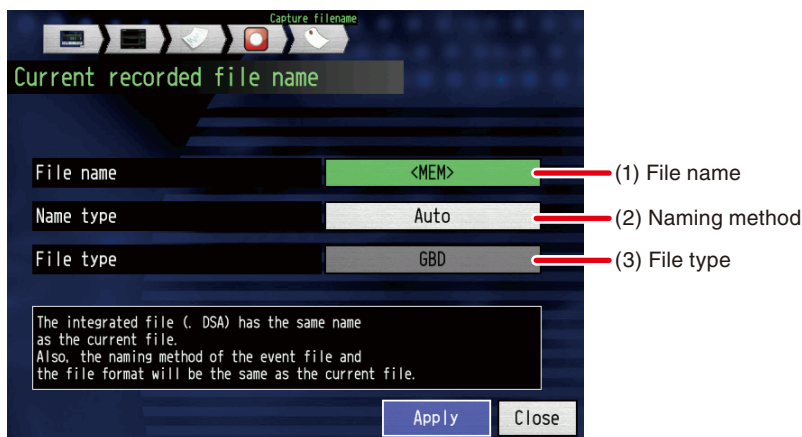 Capture filename
Current recorded file name
File name <MEM> (1) File name
Name type Auto (2) Naming method
File type GBD (3) File type
The integrated file (. DSA) has the same name
as the current file.
Also, the naming method of the event file and
the file format will be the same as the current file.
Apply Close